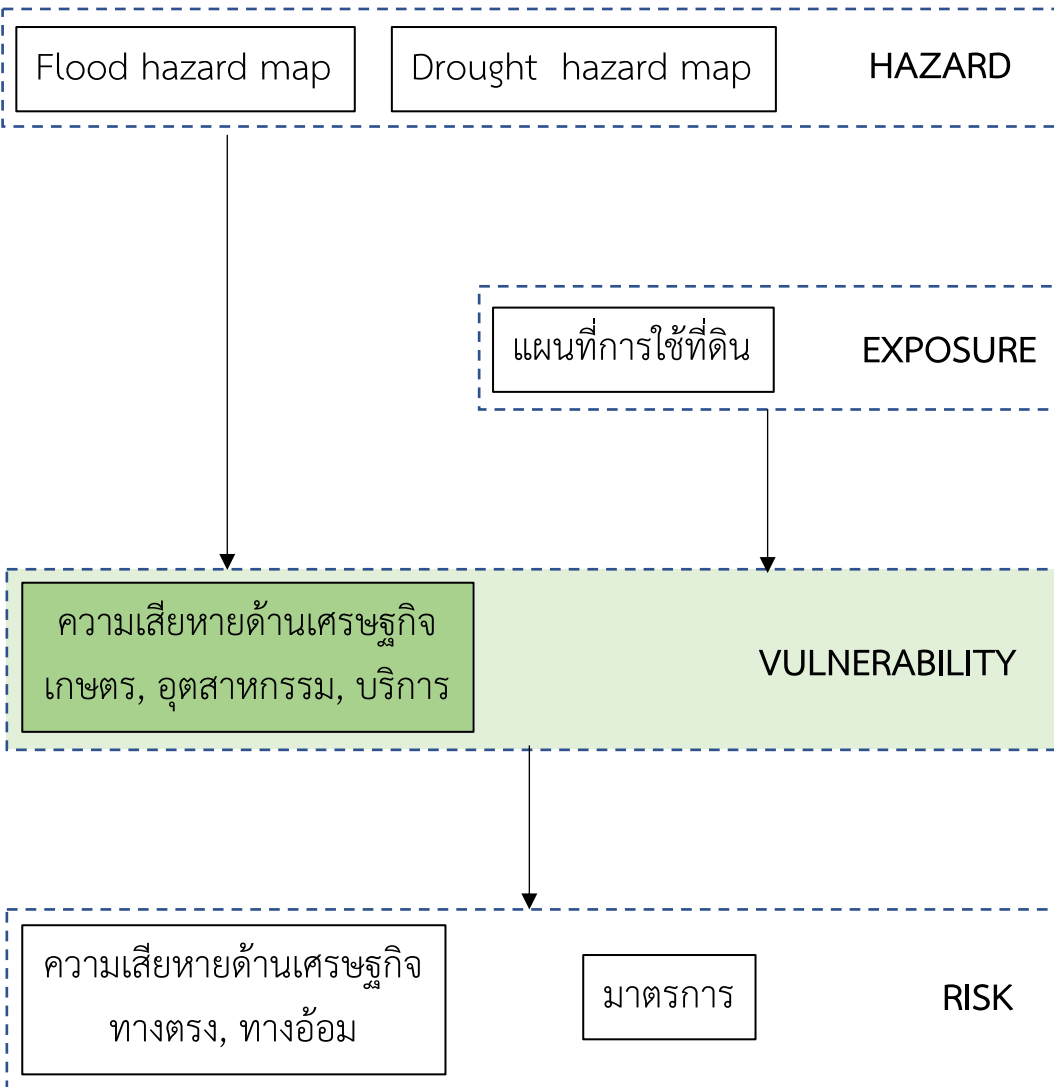 Flood hazard map
Drought hazard map
HAZARD
แผนที่การใช้ที่ดิน
EXPOSURE
ความเสียหายด้านเศรษฐกิจ
เกษตร, อุตสาหกรรม, บริการ
VULNERABILITY
ความเสียหายด้านเศรษฐกิจ
ทางตรง, ทางอ้อม
มาตรการ
RISK